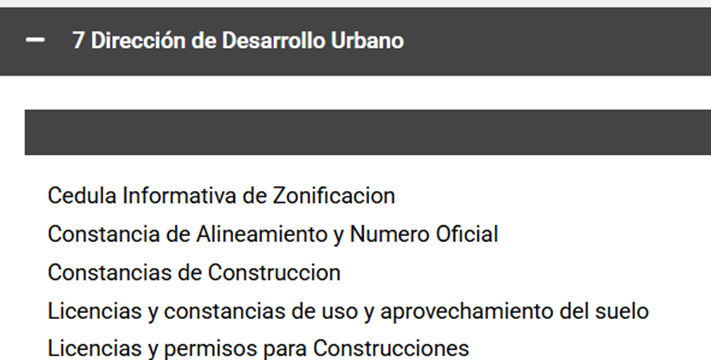 7 Dirección de Desarrollo Urbano
Cedula Informativa de Zonificacion
Constancia de Alineamiento y Numero Oficial
Constancias de Construccion
Licencias y constancias de uso y aprovechamiento del suelo
Licencias y permisos para Construcciones